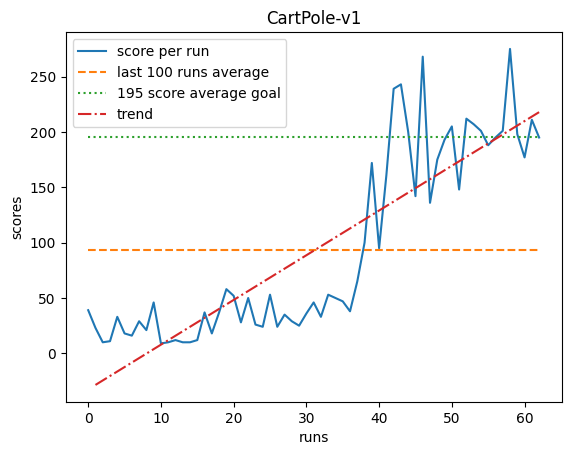 CartPole-v1
score per run
last 100 runs average
195 score average goal
trend
scores
250
200
150
100
50
0
0 10 20 30 40 50 60
runs